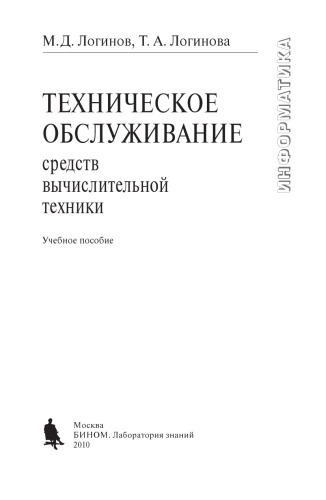 М. Д. Логинов, Т. А. Логинова
ТЕХНИЧЕСКОЕ
ОБСЛУЖИВАНИЕ
средств
вычислительной
техники
Учебное пособие
ИНФОРМАТИКА
Москва
БИНОМ. Лаборатория знаний
2010